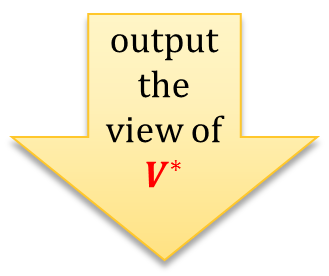 output
the
view of
V*